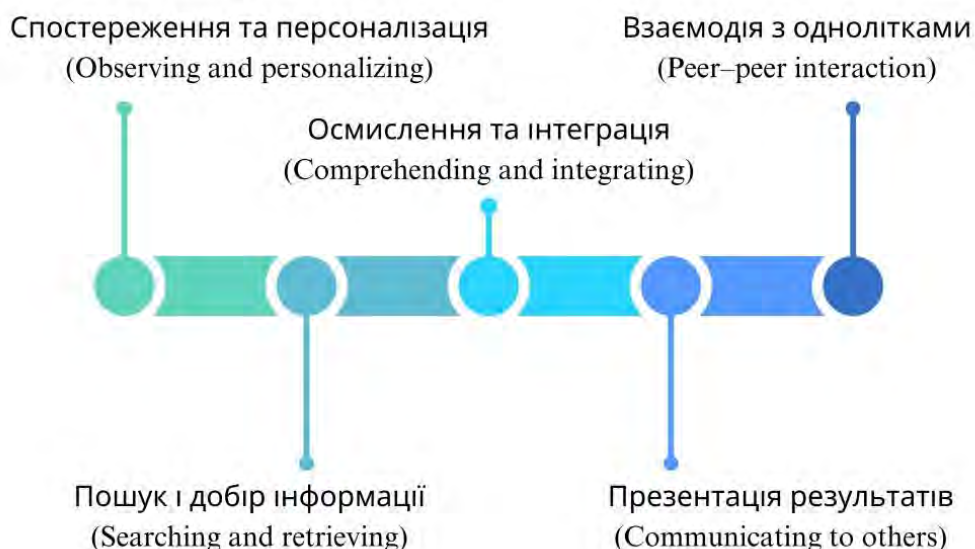 Спостереження та персоналізація
(Observing and personalizing)
Взаємодія з однолітками
(Peer–peer interaction)
Осмислення та інтеграція
(Comprehending and integrating)
Пошук і добір інформації
(Searching and retrieving)
Презентація результатів
(Communicating to others)